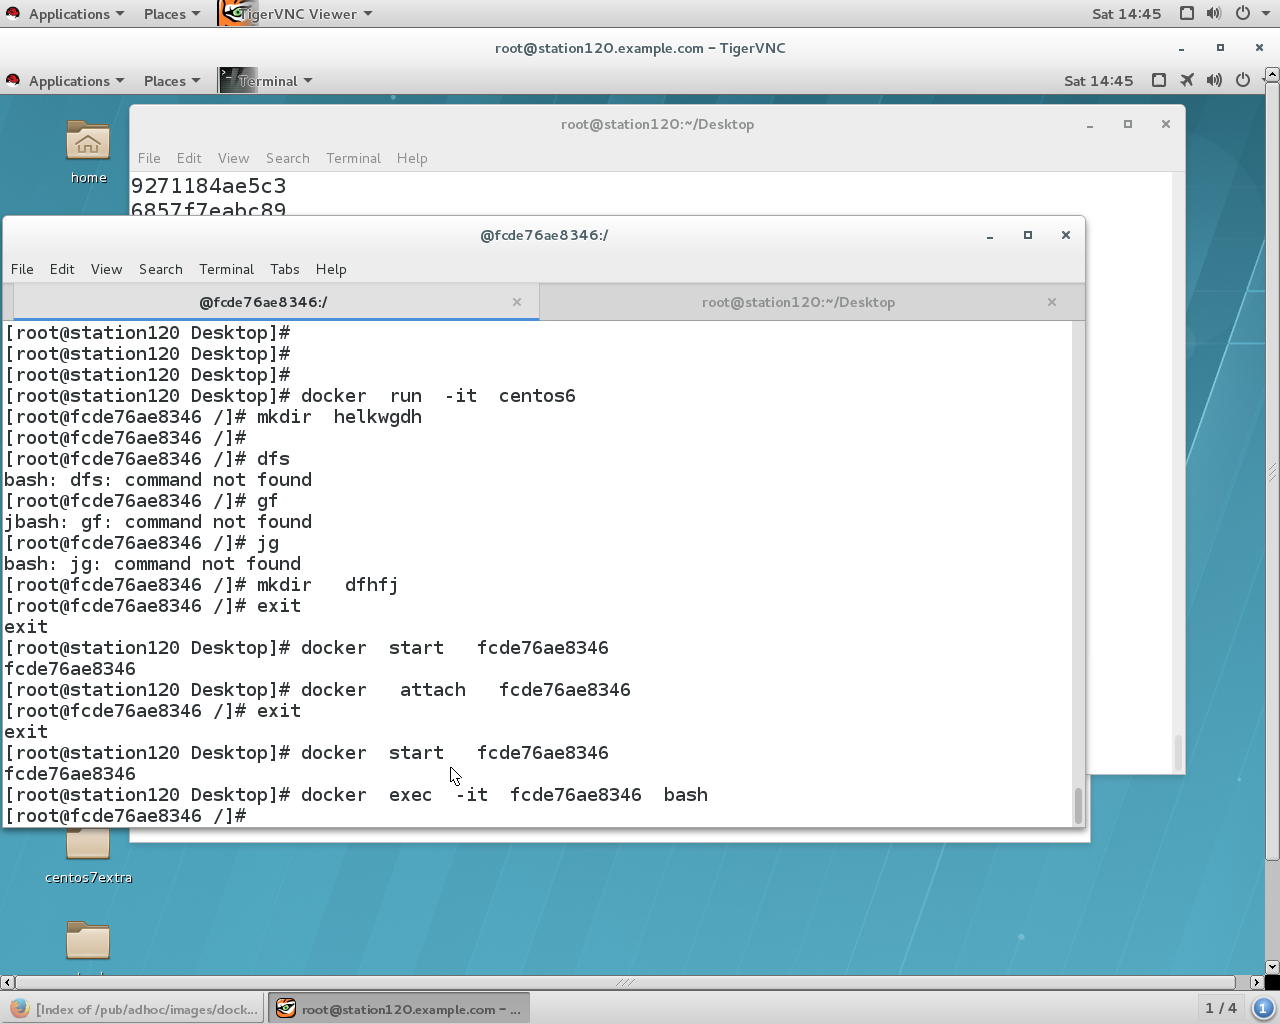 Applications Places TigerVNC Viewer Sat 14:45
root@station120.example.com – TigerVNC
Applications Places Terminal Sat 14:45
home
root@station120:~/Desktop
File Edit View Search Terminal Help
9271184ae5c3
6857f7eabc89
@fcde76ae8346:/
File Edit View Search Terminal Tabs Help
@fcde76ae8346:/ root@station120:~/Desktop
[root@station120 Desktop]#
[root@station120 Desktop]#
[root@station120 Desktop]#
[root@station120 Desktop]# docker  run  -it  centos6
[root@fcde76ae8346 /]# mkdir  helkwgdh
[root@fcde76ae8346 /]#
[root@fcde76ae8346 /]# dfs
bash: dfs: command not found
[root@fcde76ae8346 /]# gf
jbash: gf: command not found
[root@fcde76ae8346 /]# jg
bash: jg: command not found
[root@fcde76ae8346 /]# mkdir   dfhfj
[root@fcde76ae8346 /]# exit
exit
[root@station120 Desktop]# docker  start   fcde76ae8346
fcde76ae8346
[root@station120 Desktop]# docker   attach   fcde76ae8346
[root@fcde76ae8346 /]# exit
exit
[root@station120 Desktop]# docker  start   fcde76ae8346
fcde76ae8346
[root@station120 Desktop]# docker  exec  -it  fcde76ae8346  bash
[root@fcde76ae8346 /]#
centos7extra
[Index of /pub/adhoc/images/dock... root@station120.example.com – ... 1 / 4 1